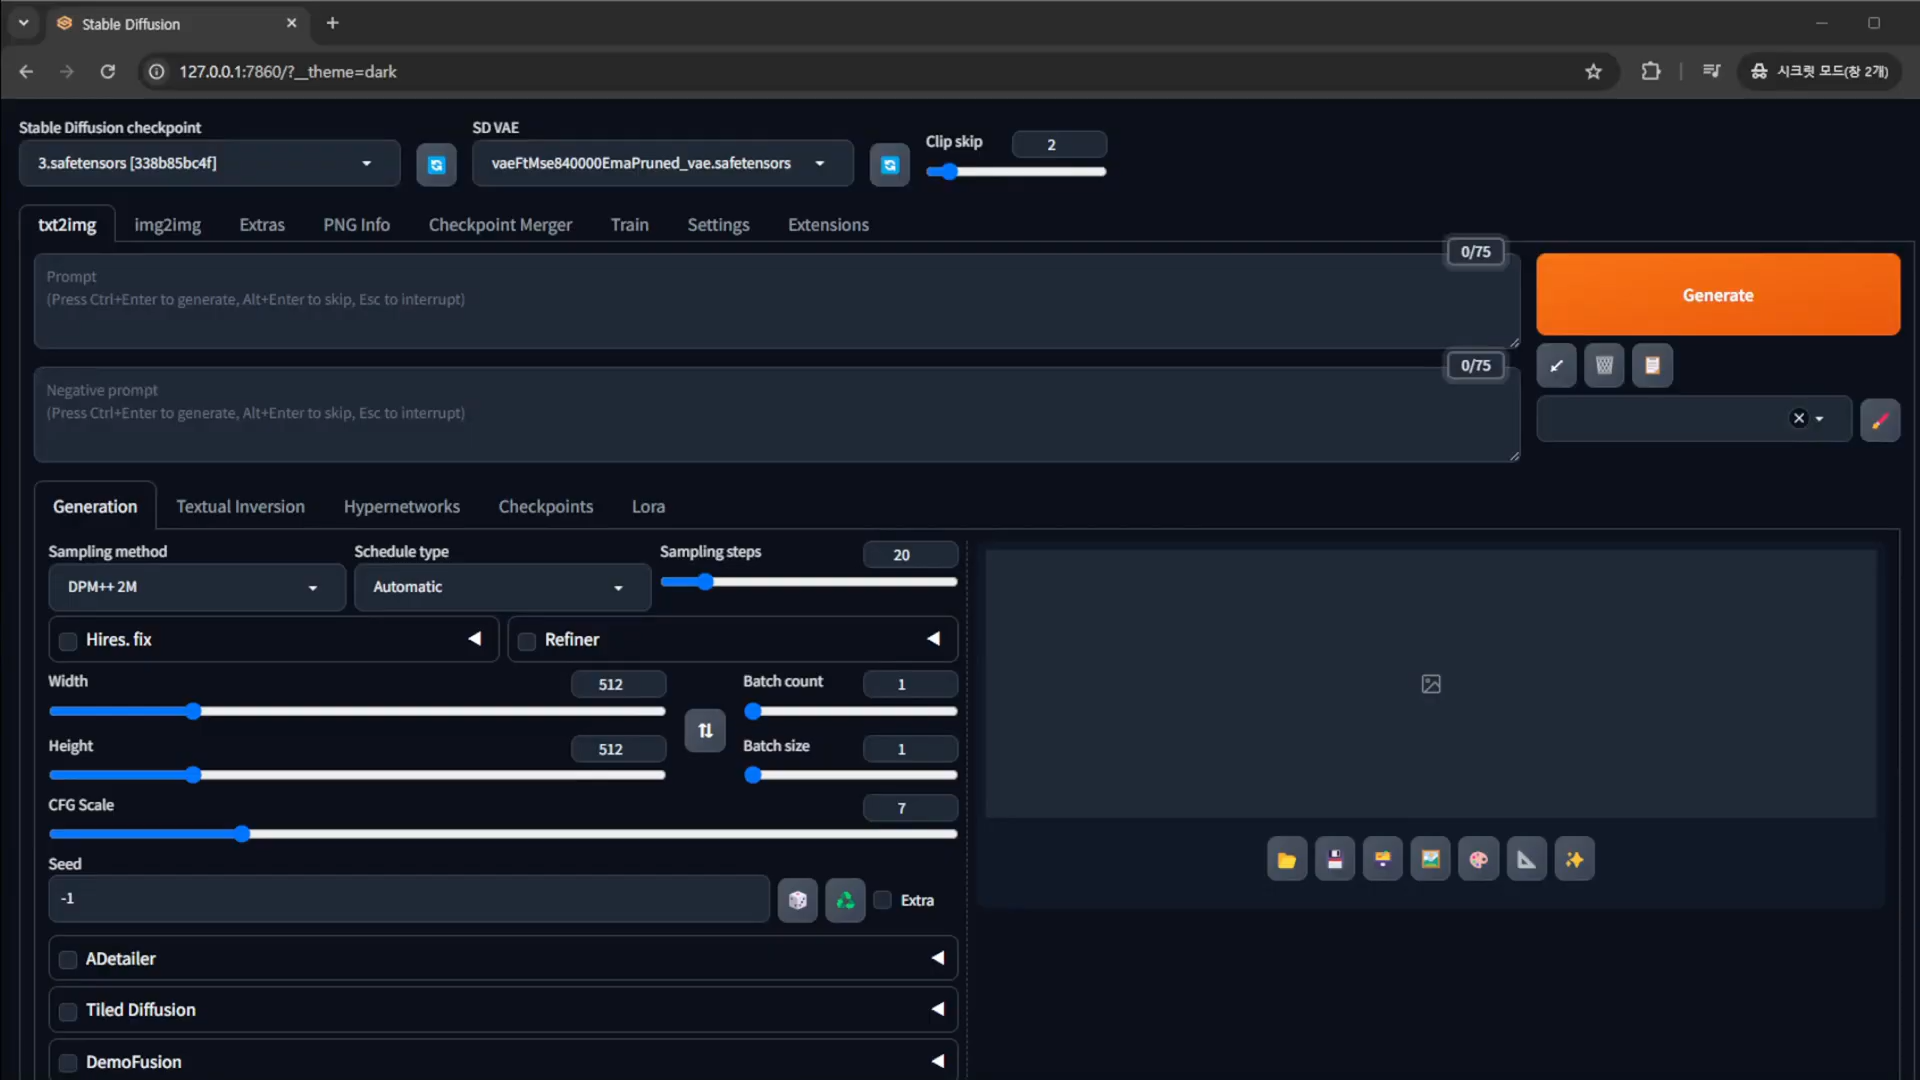 Stable Diffusion
127.0.0.1:7860/?__theme=dark
시크릿 모드(창 2개)
Stable Diffusion checkpoint
3.safetensors [338b85bc4f]
SD VAE
vaeFtMse840000EmaPruned_vae.safetensors
Clip skip
2
txt2img
img2img
Extras
PNG Info
Checkpoint Merger
Train
Settings
Extensions
0/75
Prompt
(Press Ctrl+Enter to generate, Alt+Enter to skip, Esc to interrupt)
Generate
0/75
Negative prompt
(Press Ctrl+Enter to generate, Alt+Enter to skip, Esc to interrupt)
Generation
Textual Inversion
Hypernetworks
Checkpoints
Lora
Sampling method
DPM++ 2M
Schedule type
Automatic
Sampling steps
20
Hires. fix
Refiner
Width
512
Batch count
1
Height
512
Batch size
1
CFG Scale
7
Seed
-1
Extra
ADetailer
Tiled Diffusion
DemoFusion